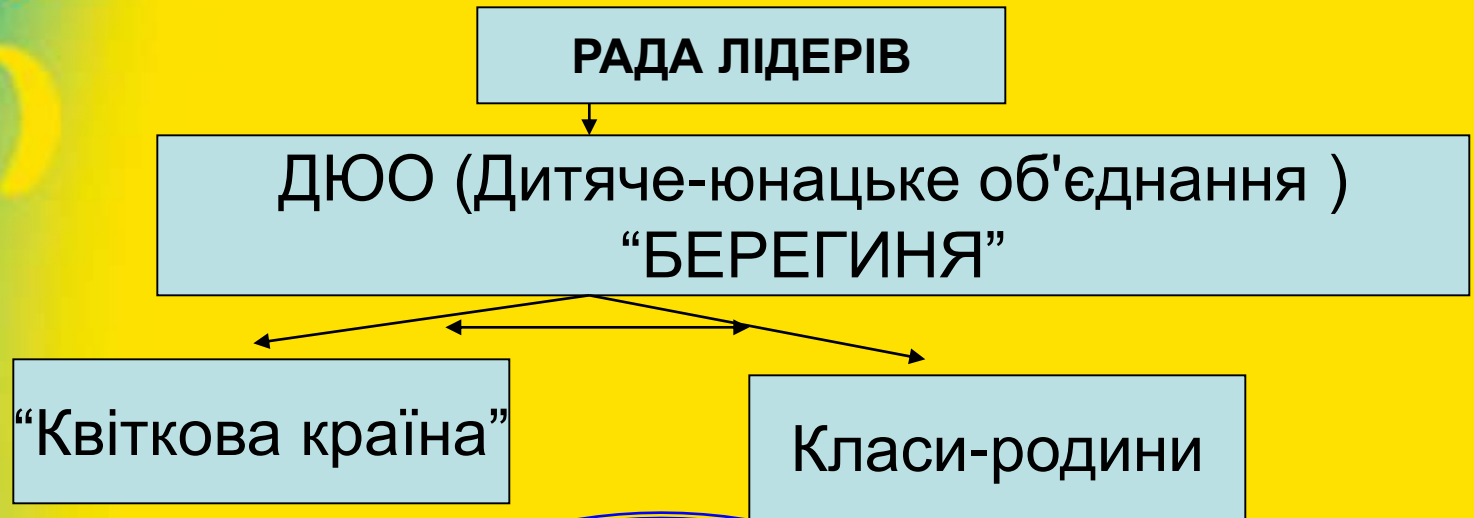 РАДА ЛІДЕРІВ
ДЮО (Дитяче-юнацьке об'єднання )
“БЕРЕГИНЯ”
“Квіткова країна”
Класи-родини